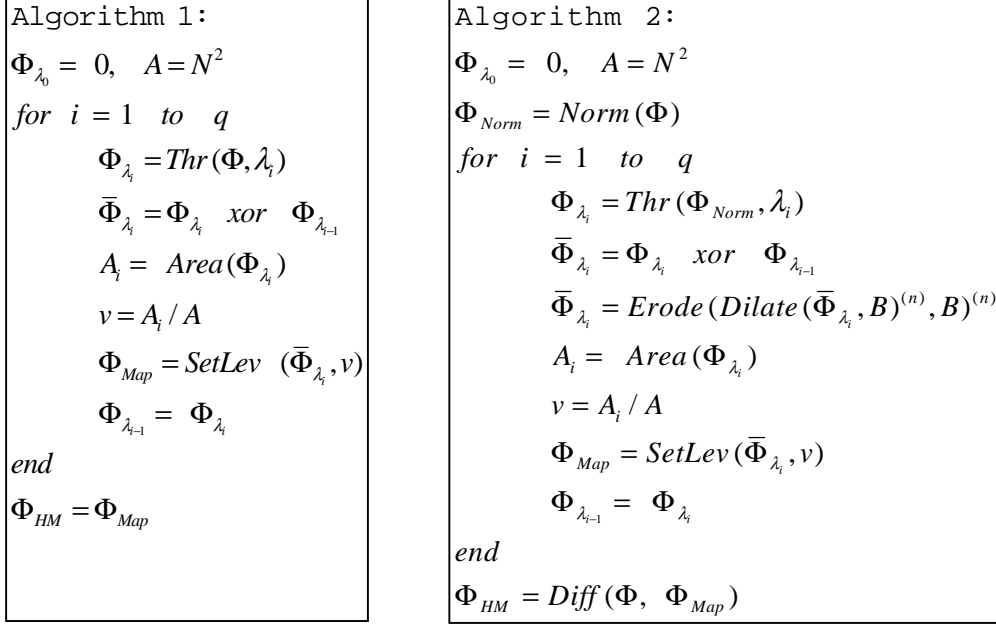 Algorithm 1:
Φ_{λ_0} = 0, A = N^2
for i = 1 to q
Φ_{λ_i} = Thr(Φ, λ_i)
Φ̅_{λ_i} = Φ_{λ_i} xor Φ_{λ_{i-1}}
A_i = Area(Φ_{λ_i})
v = A_i / A
Φ_{Map} = SetLev (Φ̅_{λ_i}, v)
Φ_{λ_{i-1}} = Φ_{λ_i}
end
Φ_{HM} = Φ_{Map}
Algorithm 2:
Φ_{λ_0} = 0, A = N^2
Φ_{Norm} = Norm(Φ)
for i = 1 to q
Φ_{λ_i} = Thr(Φ_{Norm}, λ_i)
Φ̅_{λ_i} = Φ_{λ_i} xor Φ_{λ_{i-1}}
Φ̅_{λ_i} = Erode(Dilate(Φ̅_{λ_i}, B)^{(n)}, B)^{(n)}
A_i = Area(Φ_{λ_i})
v = A_i / A
Φ_{Map} = SetLev(Φ̅_{λ_i}, v)
Φ_{λ_{i-1}} = Φ_{λ_i}
end
Φ_{HM} = Diff(Φ, Φ_{Map})